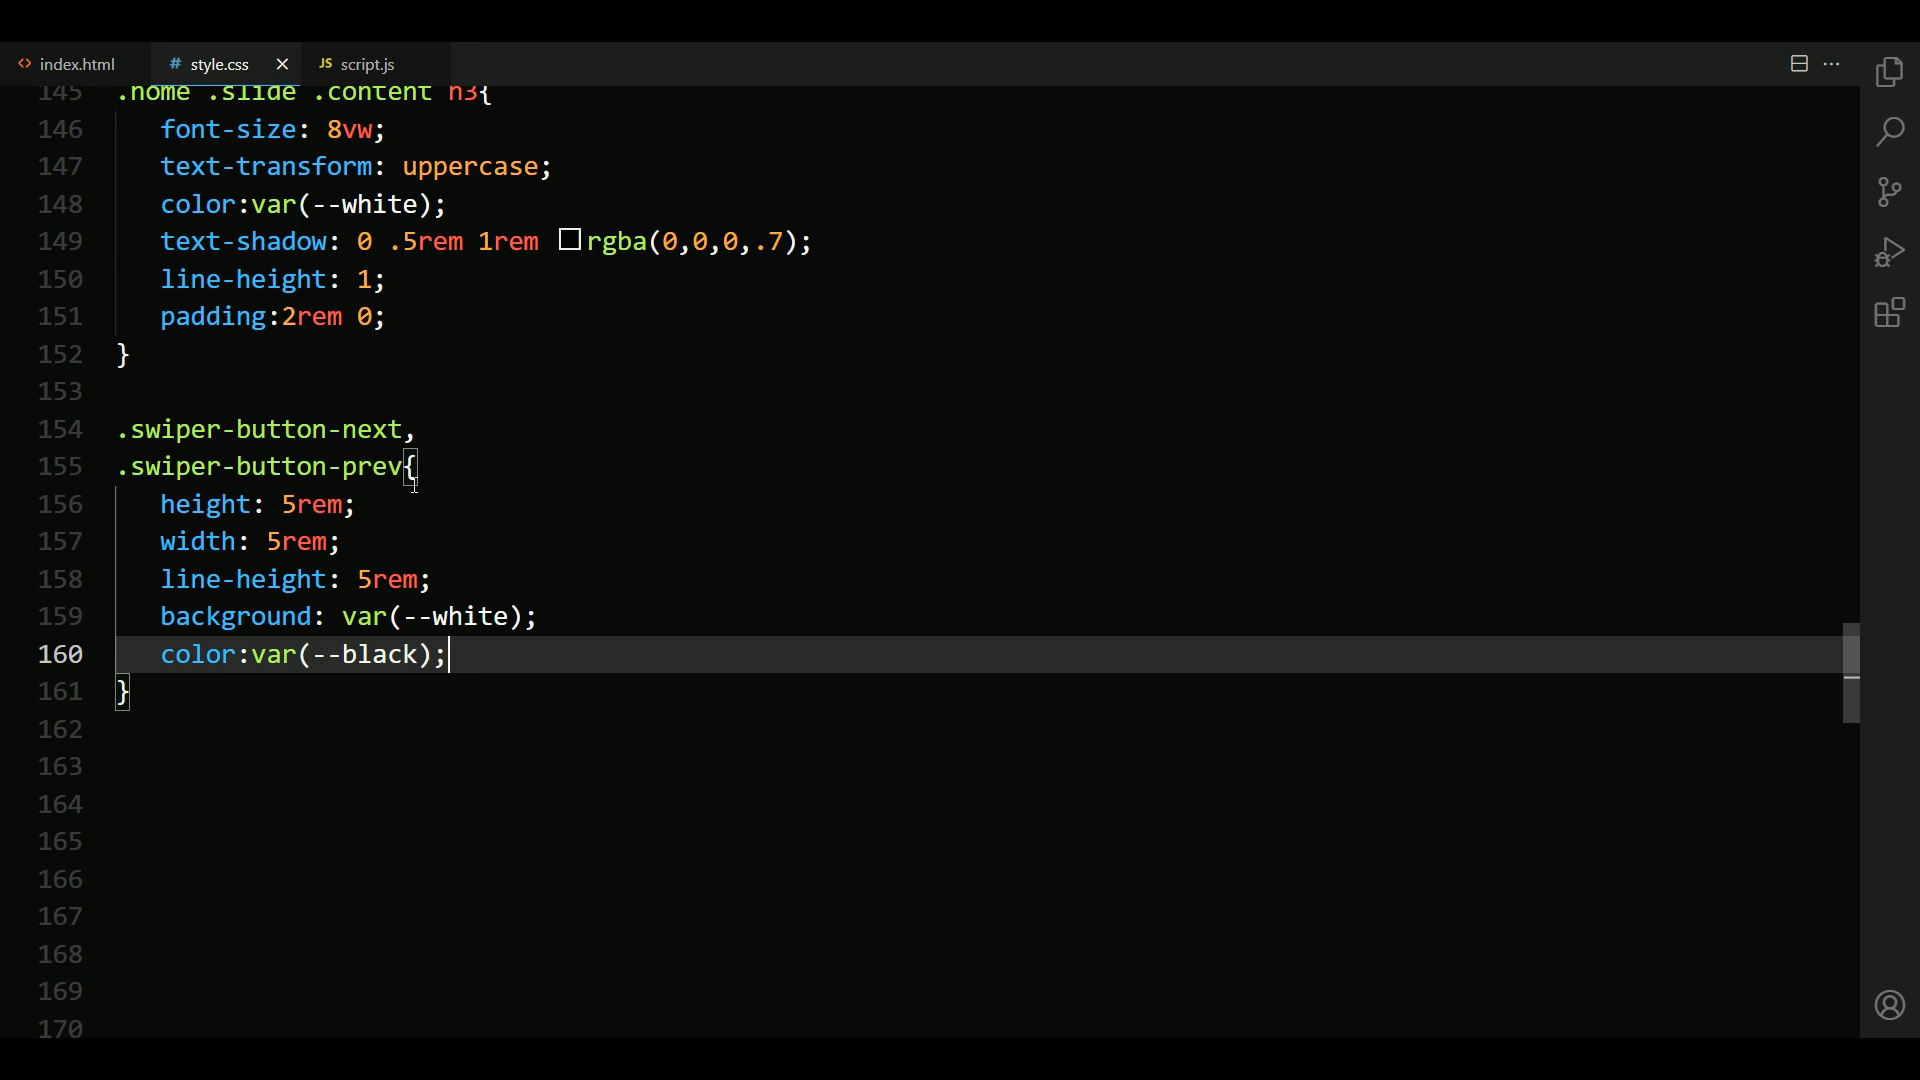 index.html style.css script.js
145 .home .slide .content h3{
146 font-size: 8vw;
147 text-transform: uppercase;
148 color:var(--white);
149 text-shadow: 0 .5rem 1rem rgba(0,0,0,.7);
150 line-height: 1;
151 padding:2rem 0;
152 }
153
154 .swiper-button-next,
155 .swiper-button-prev{
156 height: 5rem;
157 width: 5rem;
158 line-height: 5rem;
159 background: var(--white);
160 color:var(--black);
161 }
162
163
164
165
166
167
168
169
170